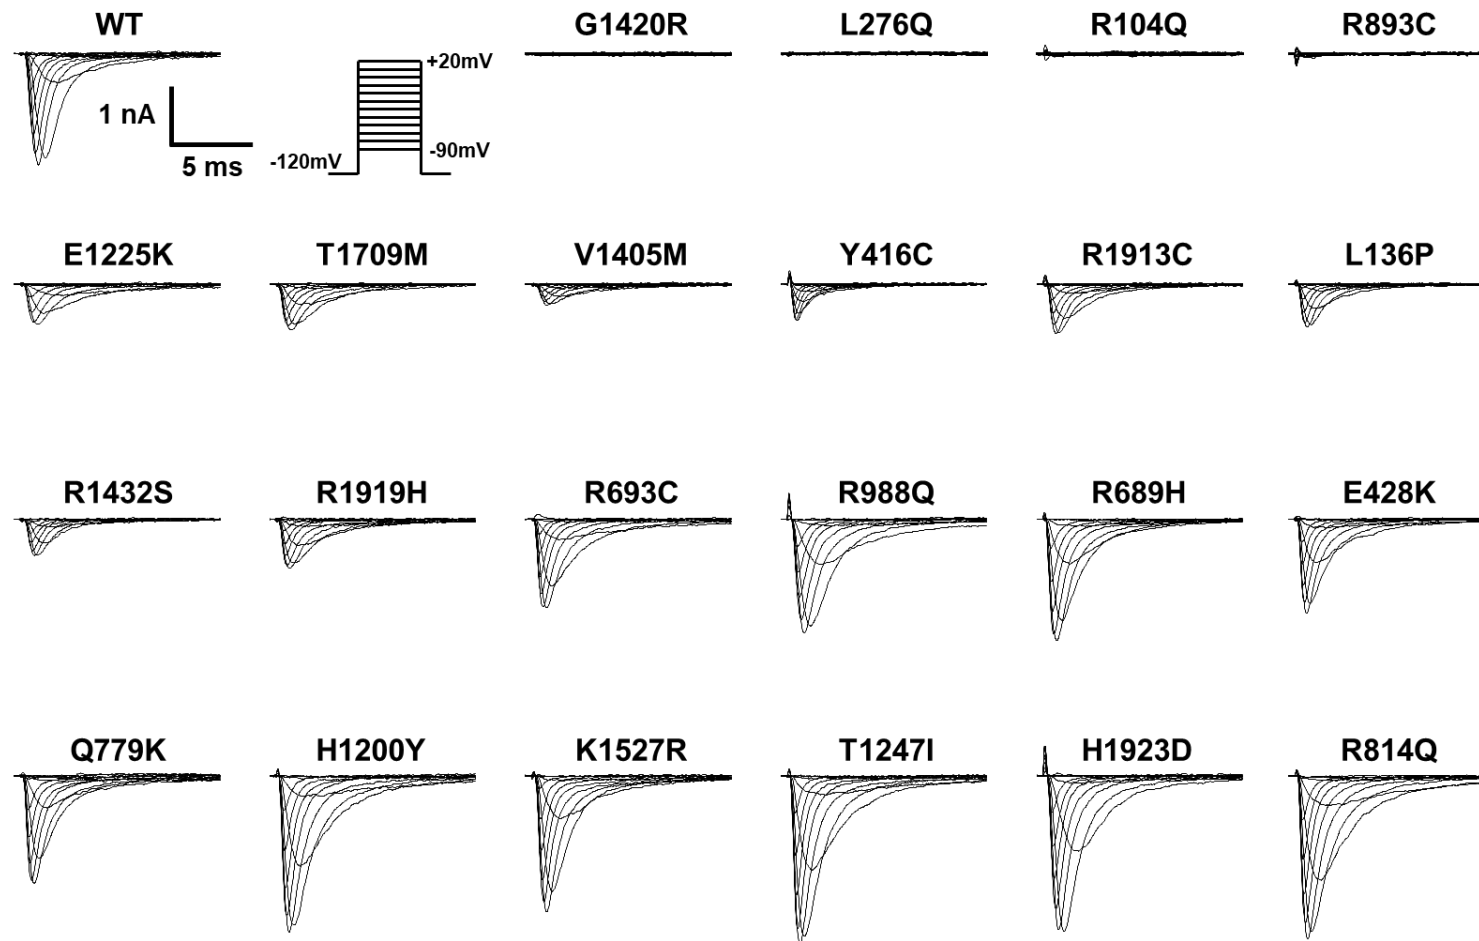 WT G1420R L276Q R104Q R893C
+20mV
1 nA
5 ms
-120mV
-90mV
E1225K T1709M V1405M Y416C R1913C L136P
R1432S R1919H R693C R988Q R689H E428K
Q779K H1200Y K1527R T1247I H1923D R814Q